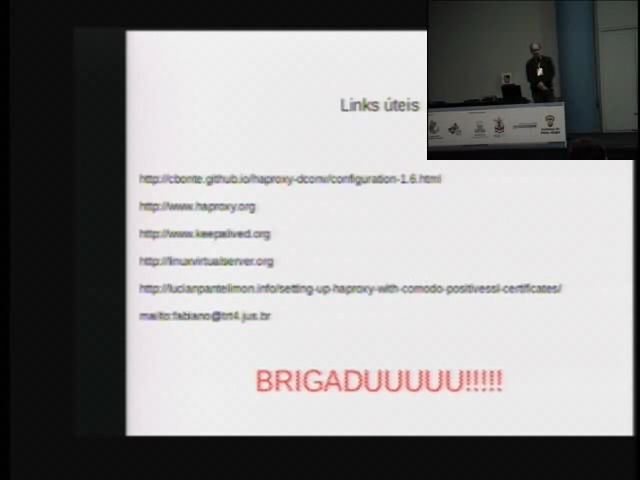 Links úteis
http://cbonte.github.io/haproxy-dconv/configuration-1.6.html
http://www.haproxy.org
http://www.keepalived.org
http://linuxvirtualserver.org
http://lucianpantelimon.info/setting-up-haproxy-with-comodo-positivessl-certificates/
mailto:fabiano@trt4.jus.br
BRIGADUUUUU!!!!!